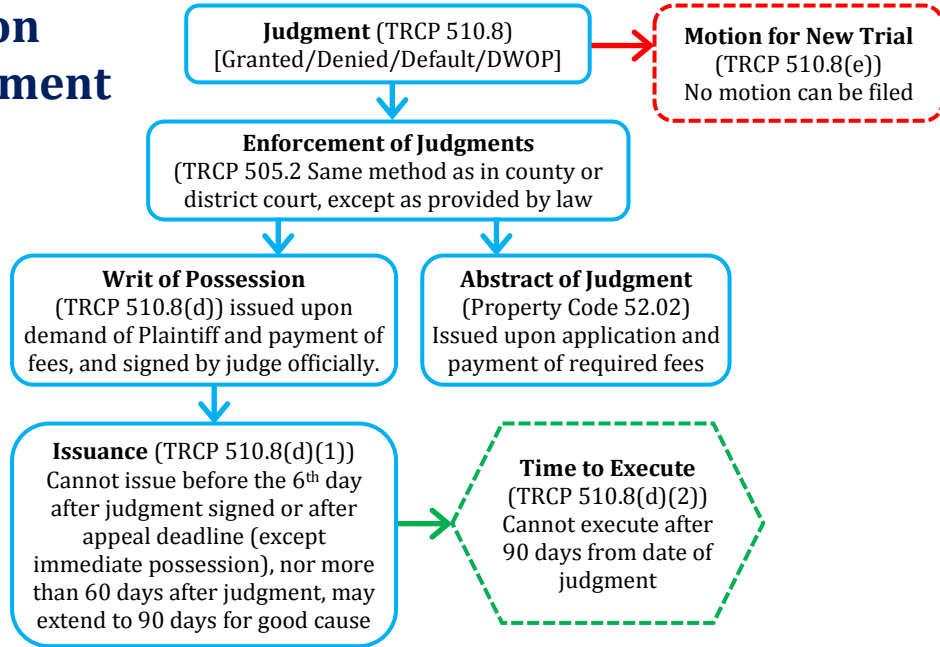 on
ment
Judgment (TRCP 510.8)
[Granted/Denied/Default/DWOP]
Motion for New Trial
(TRCP 510.8(e))
No motion can be filed
Enforcement of Judgments
(TRCP 505.2 Same method as in county or
district court, except as provided by law
Writ of Possession
(TRCP 510.8(d)) issued upon
demand of Plaintiff and payment of
fees, and signed by judge officially.
Abstract of Judgment
(Property Code 52.02)
Issued upon application and
payment of required fees
Issuance (TRCP 510.8(d)(1))
Cannot issue before the 6th day
after judgment signed or after
appeal deadline (except
immediate possession), nor more
than 60 days after judgment, may
extend to 90 days for good cause
Time to Execute
(TRCP 510.8(d)(2))
Cannot execute after
90 days from date of
judgment